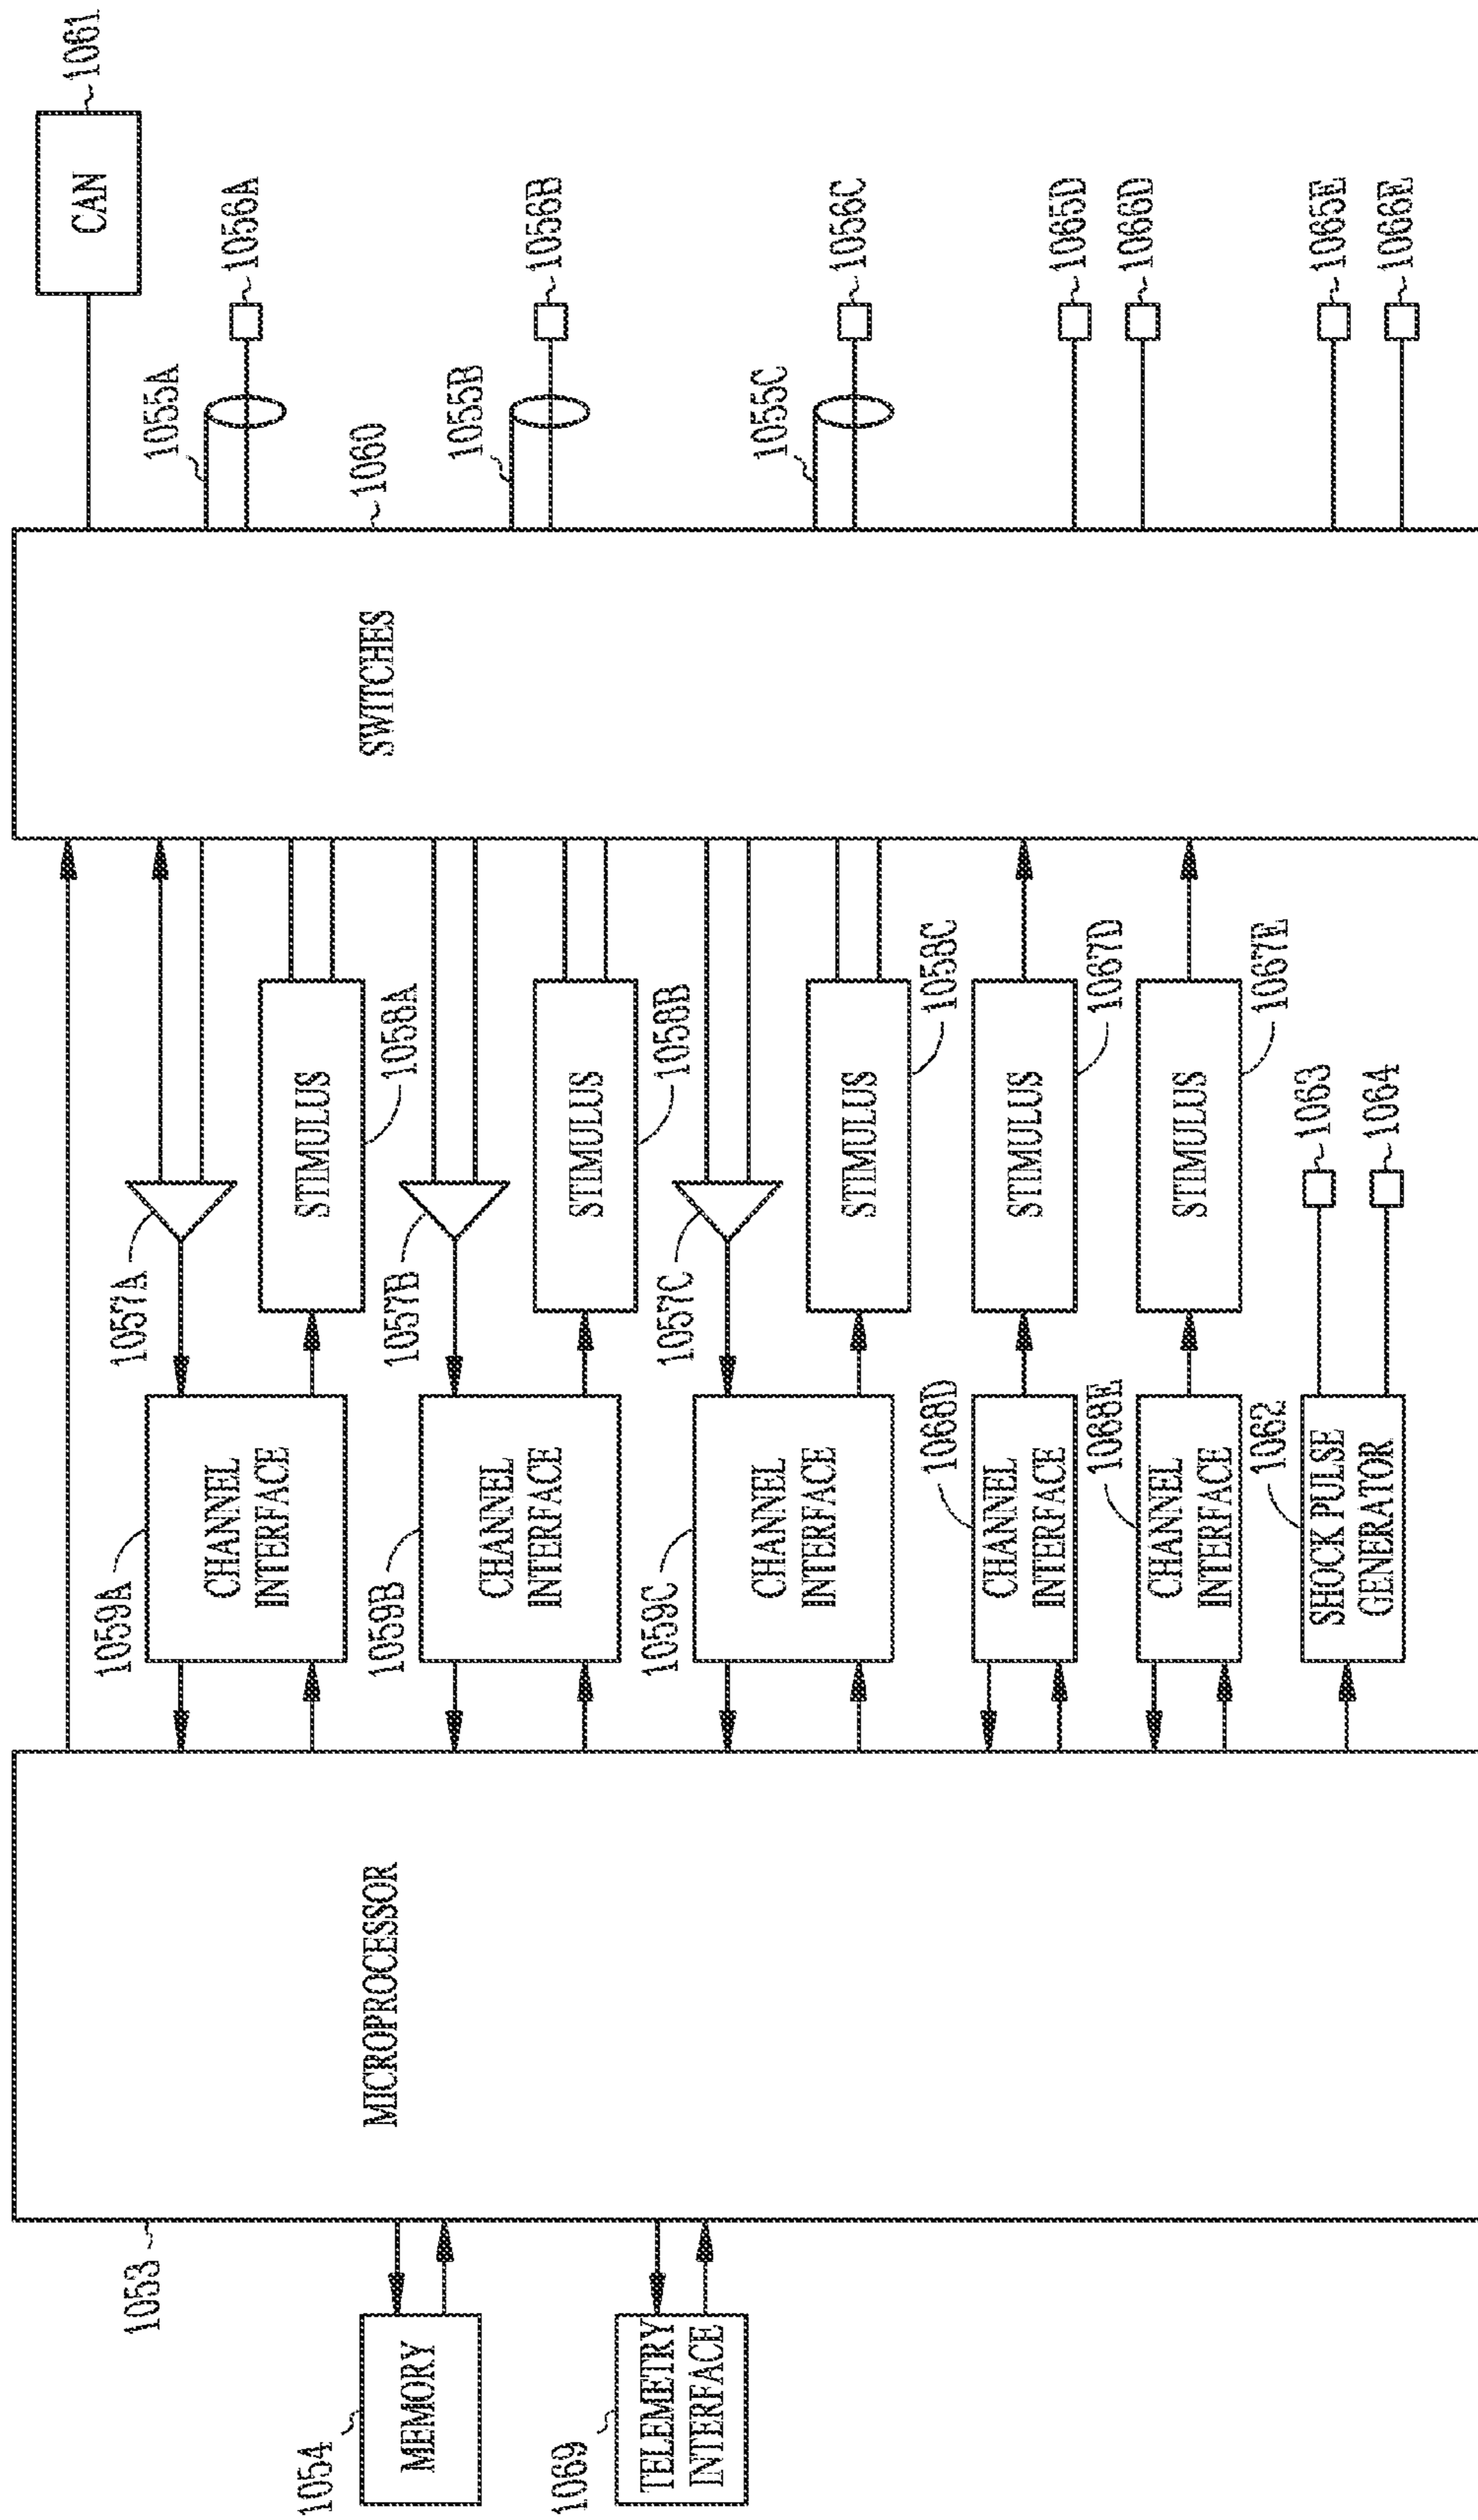 1053
1054
MEMORY
1069
TELEMETRY
INTERFACE
MICROPROCESSOR
1059A
CHANNEL
INTERFACE
1057A
STIMULUS
1058A
1059B
CHANNEL
INTERFACE
1057B
STIMULUS
1058B
1059C
CHANNEL
INTERFACE
1057C
STIMULUS
1058C
1068D
CHANNEL
INTERFACE
STIMULUS
1067D
1068E
CHANNEL
INTERFACE
STIMULUS
1067E
1062
SHOCK PULSE
GENERATOR
1063
1064
SWITCHES
1060
CAN
1061
1055A
1056A
1055B
1056B
1055C
1056C
1065D
1066D
1065E
1066E